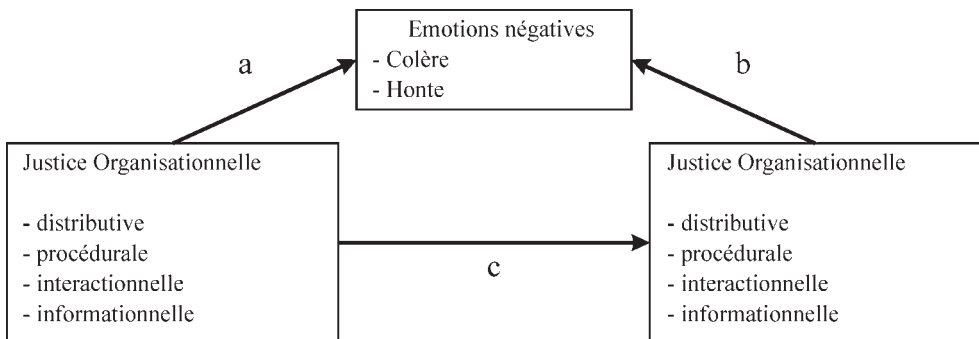 Emotions négatives
- Colère
- Honte
a
b
Justice Organisationnelle
- distributive
- procédurale
- interactionnelle
- informationnelle
c
Justice Organisationnelle
- distributive
- procédurale
- interactionnelle
- informationnelle